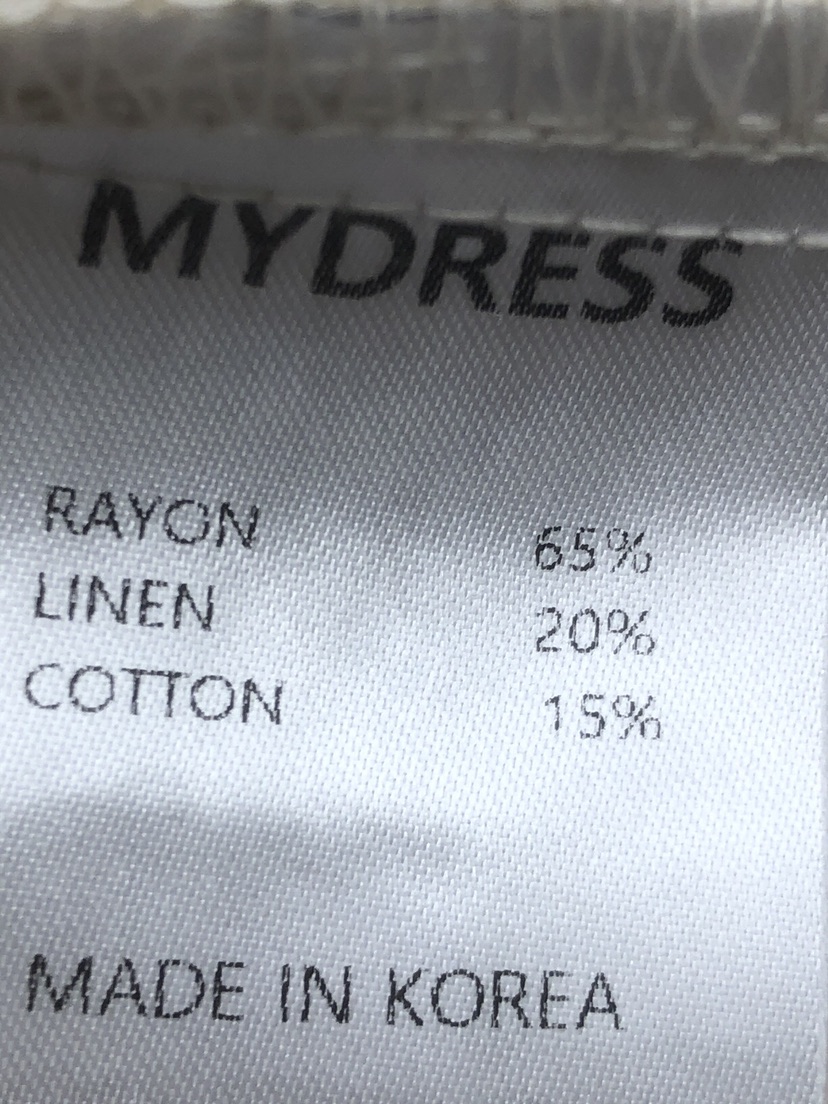 MYDRESS
RAYON 65%
LINEN 20%
COTTON 15%
MADE IN KOREA